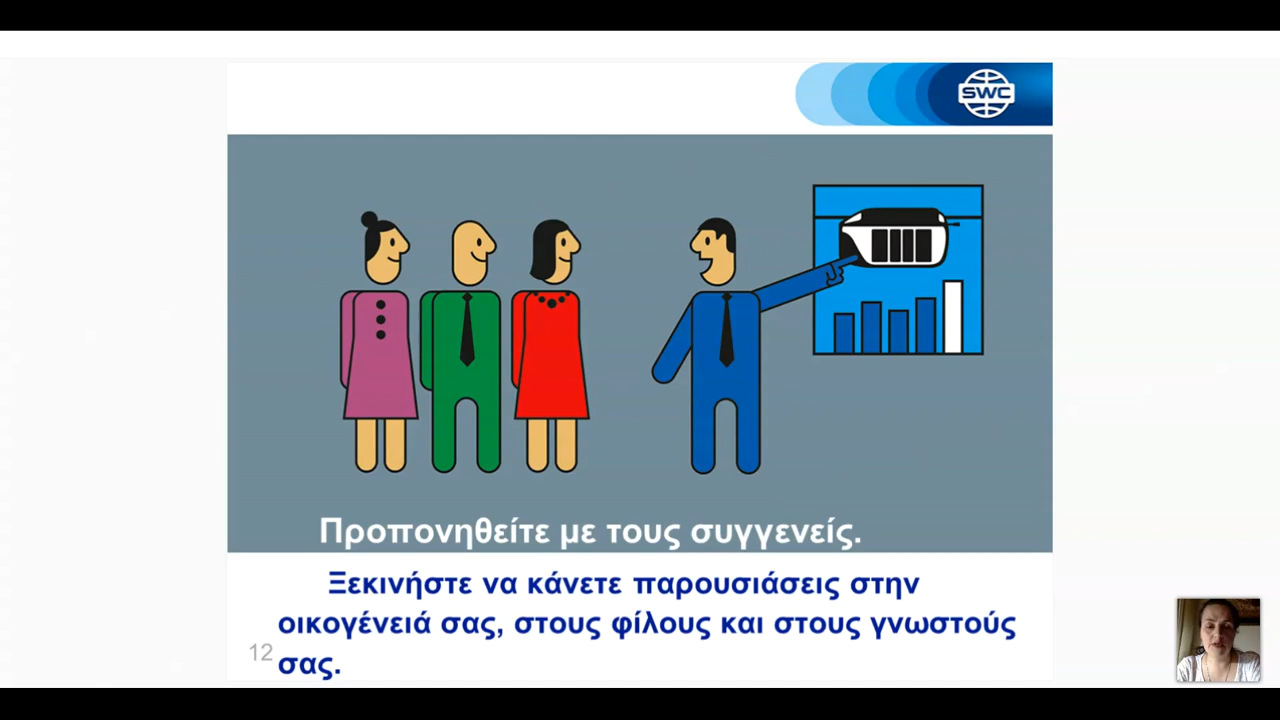 SWC
Προπονηθείτε με τους συγγενείς.
Ξεκινήστε να κάνετε παρουσιάσεις στην
οικογένειά σας, στους φίλους και στους γνωστούς
12 σας.